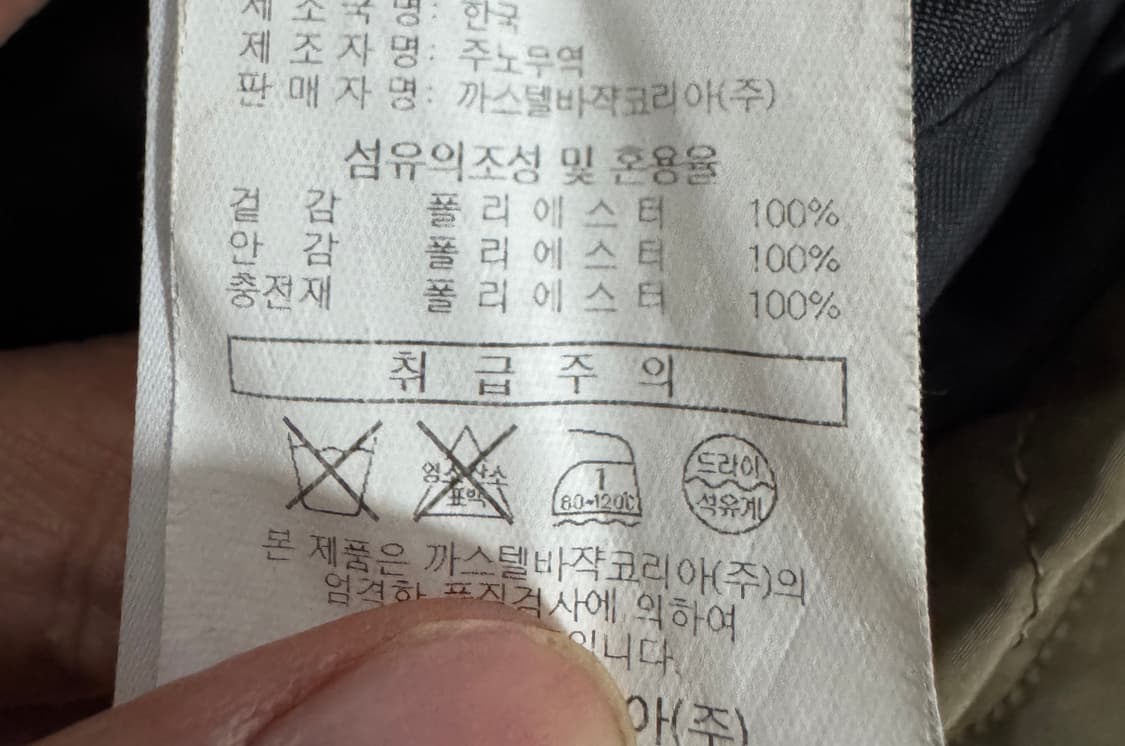 제조국명: 한국
제조자명: 주노무역
판매자명: 까스텔바쟉코리아(주)
섬유의조성 및 혼용율
겉 감 폴리에스터 100%
안 감 폴리에스터 100%
충전재 폴리에스터 100%
취급주의
염소산소
표백
1
80~120℃
드라이
석유계
본 제품은 까스텔바쟉코리아(주)의
엄격한 품질검사에 의하여
입니다.
아(주)